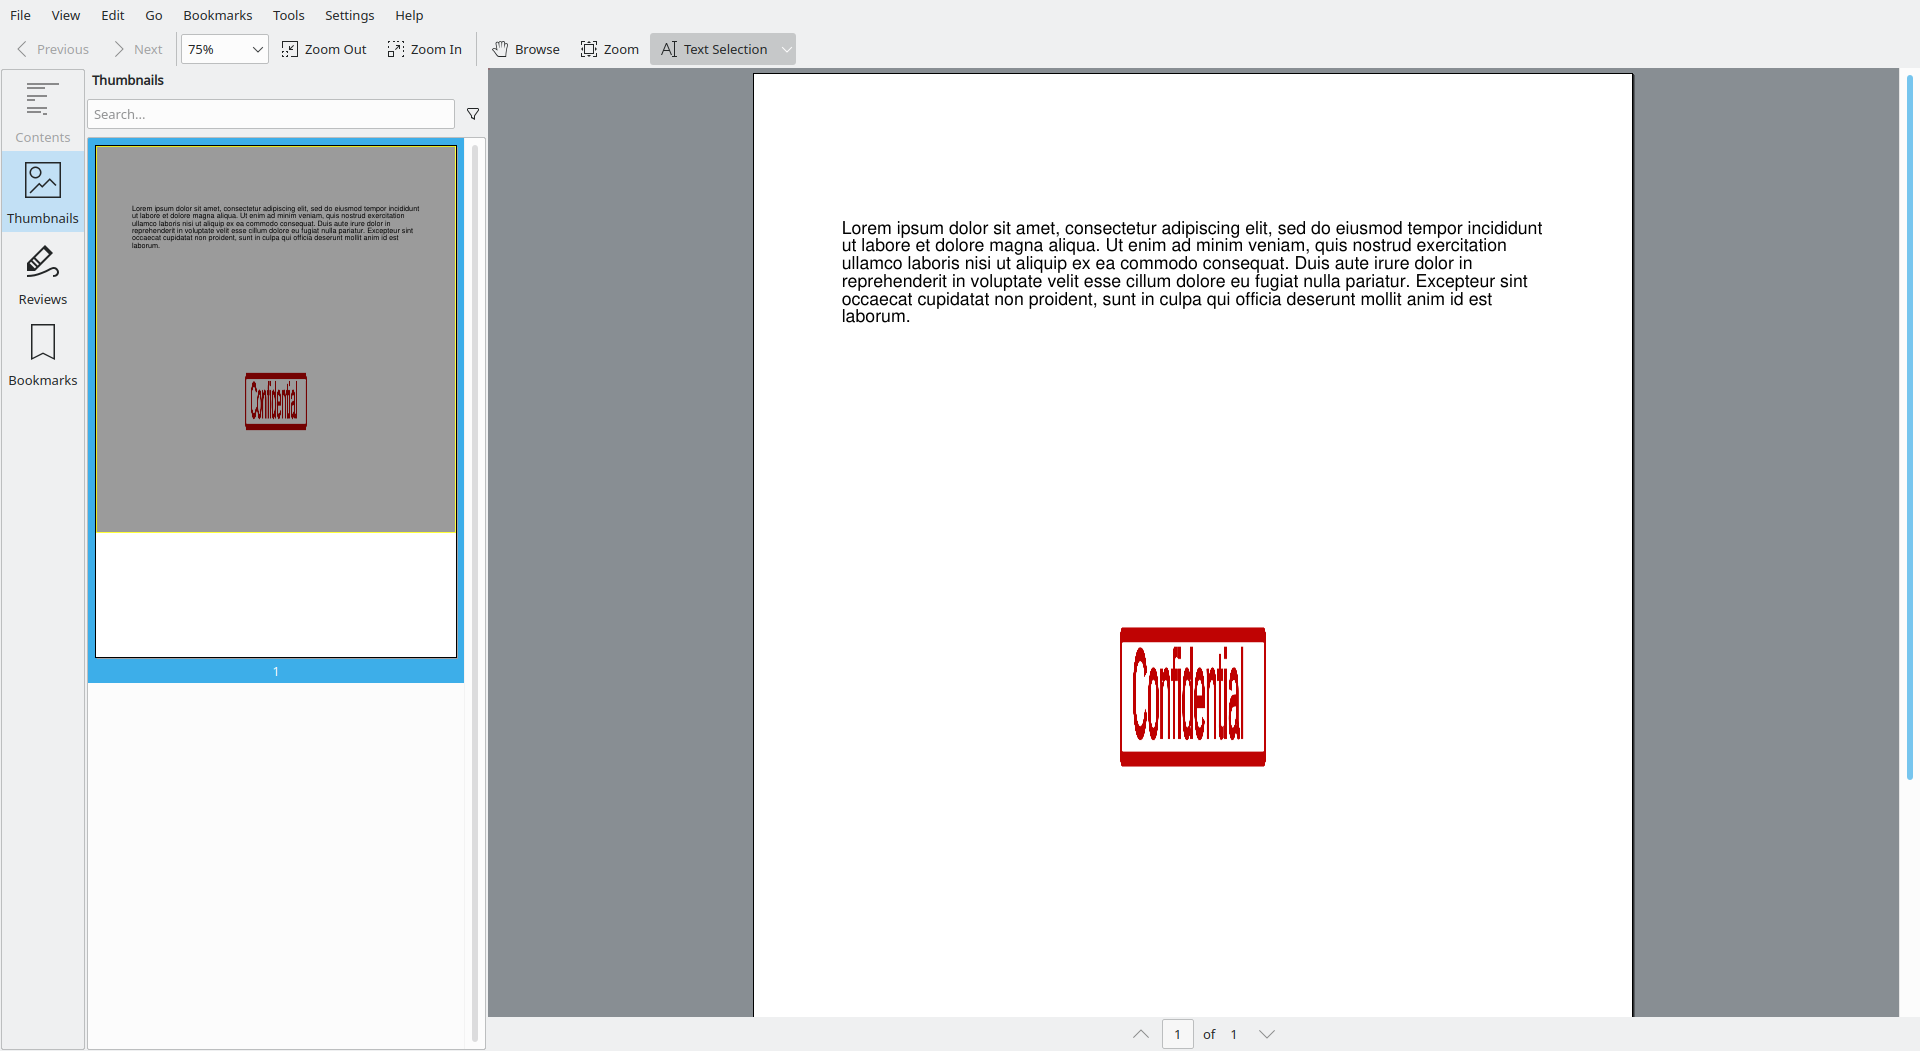 File View Edit Go Bookmarks Tools Settings Help
Previous Next 75% Zoom Out Zoom In Browse Zoom Text Selection
Thumbnails
Search...
Contents
Thumbnails
Reviews
Bookmarks
Lorem ipsum dolor sit amet, consectetur adipiscing elit, sed do eiusmod tempor incididunt
ut labore et dolore magna aliqua. Ut enim ad minim veniam, quis nostrud exercitation
ullamco laboris nisi ut aliquip ex ea commodo consequat. Duis aute irure dolor in
reprehenderit in voluptate velit esse cillum dolore eu fugiat nulla pariatur. Excepteur sint
occaecat cupidatat non proident, sunt in culpa qui officia deserunt mollit anim id est
laborum.
Confidential
1
Lorem ipsum dolor sit amet, consectetur adipiscing elit, sed do eiusmod tempor incididunt
ut labore et dolore magna aliqua. Ut enim ad minim veniam, quis nostrud exercitation
ullamco laboris nisi ut aliquip ex ea commodo consequat. Duis aute irure dolor in
reprehenderit in voluptate velit esse cillum dolore eu fugiat nulla pariatur. Excepteur sint
occaecat cupidatat non proident, sunt in culpa qui officia deserunt mollit anim id est
laborum.
Confidential
1 of 1